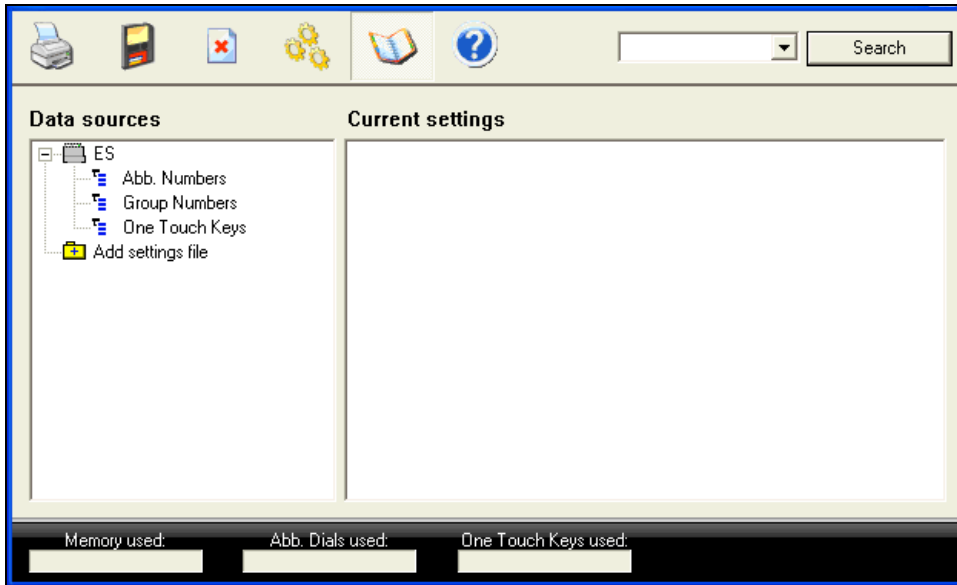 Search
Data sources
Current settings
ES
Abb. Numbers
Group Numbers
One Touch Keys
Add settings file
Memory used:
Abb. Dials used:
One Touch Keys used: